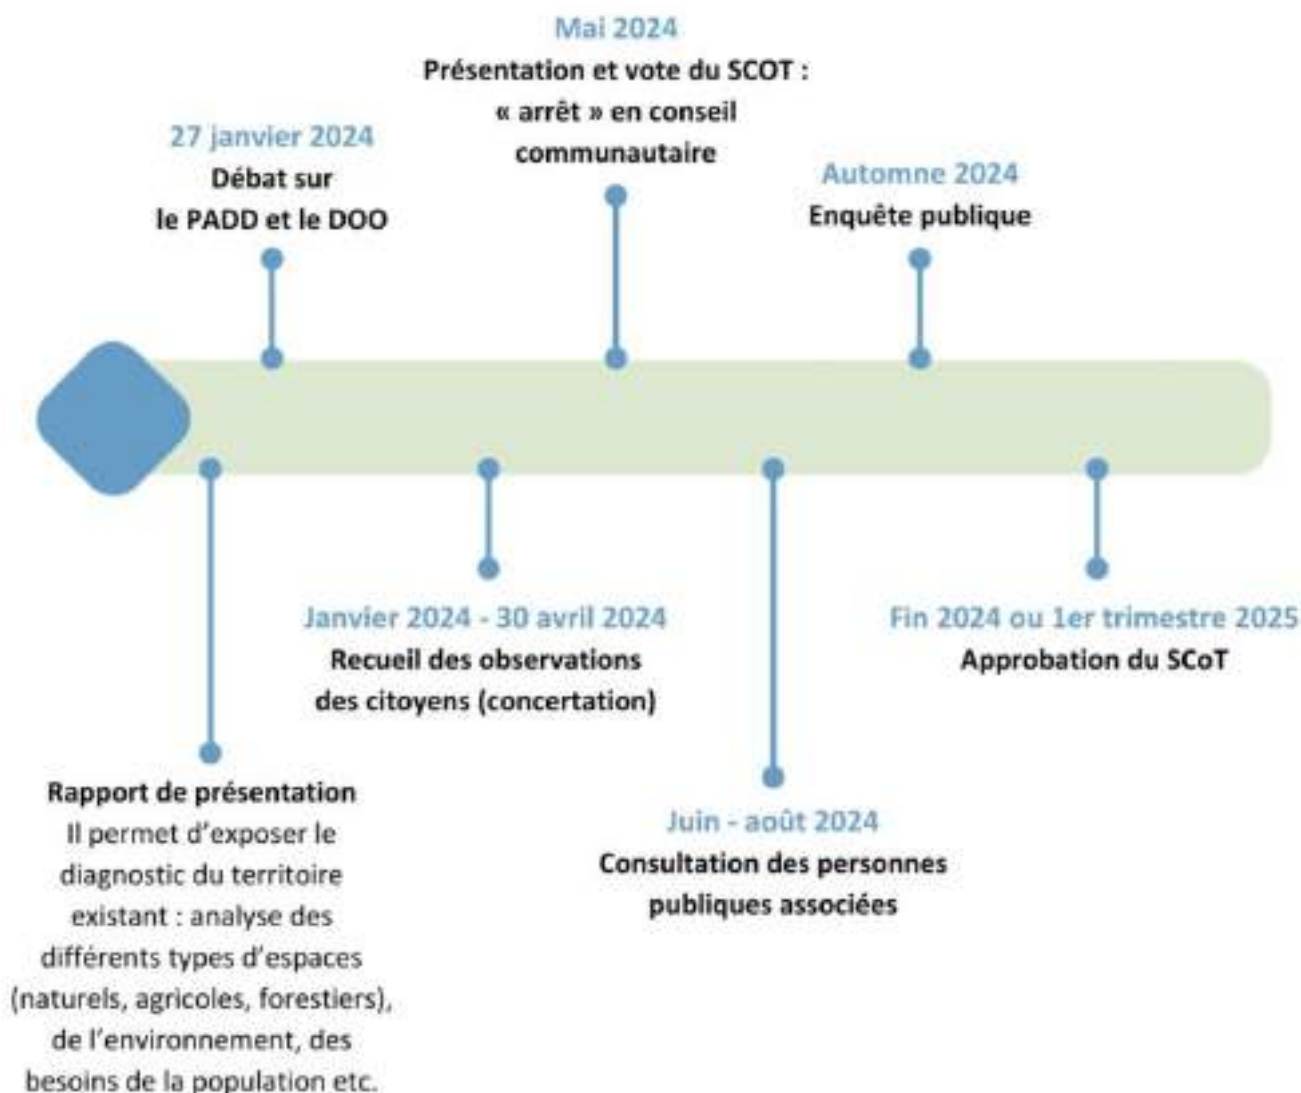 Mai 2024
Présentation et vote du SCOT :
« arrêt » en conseil
communautaire
27 janvier 2024
Débat sur
le PADD et le DOO
Automne 2024
Enquête publique
Janvier 2024 - 30 avril 2024
Recueil des observations
des citoyens (concertation)
Fin 2024 ou 1er trimestre 2025
Approbation du SCoT
Rapport de présentation
Il permet d’exposer le
diagnostic du territoire
existant : analyse des
différents types d’espaces
(naturels, agricoles, forestiers),
de l’environnement, des
besoins de la population etc.
Juin - août 2024
Consultation des personnes
publiques associées